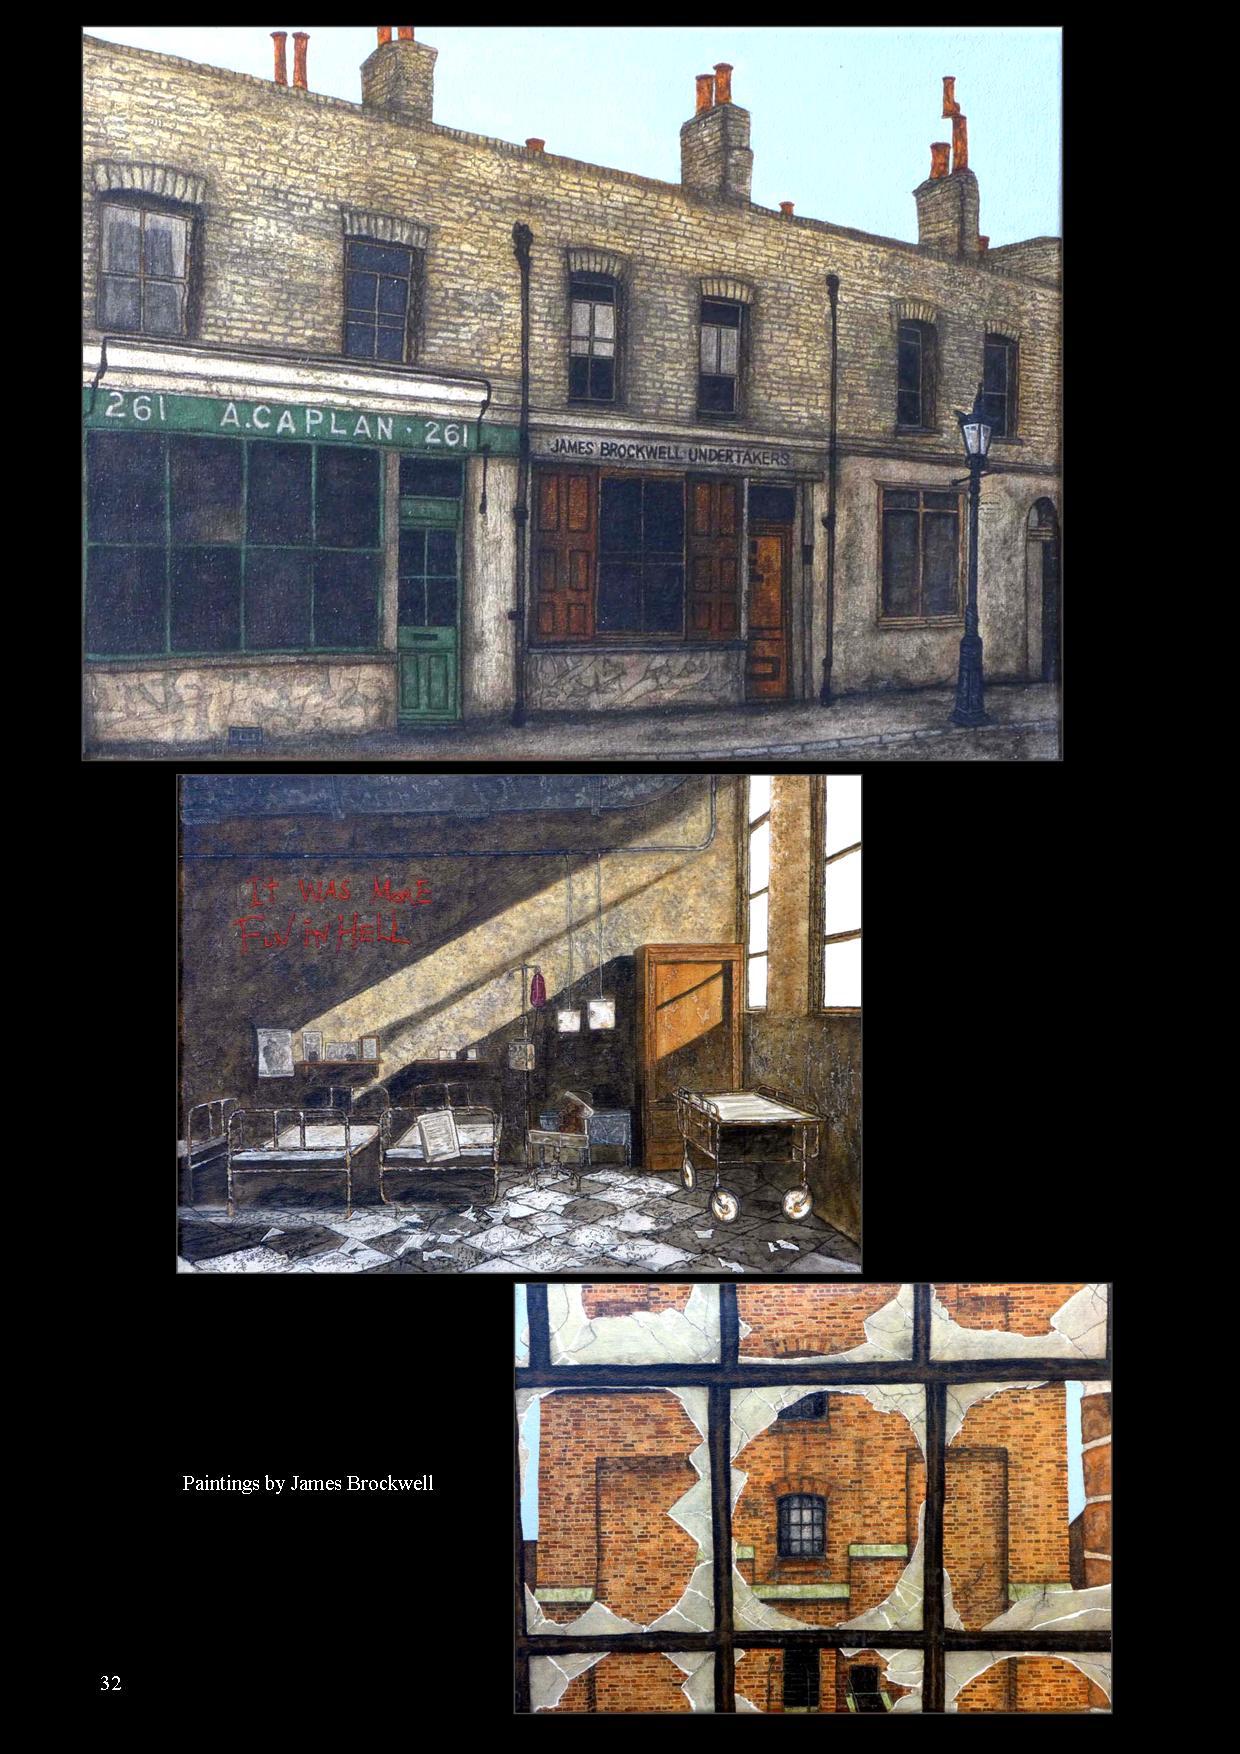 261 A.CAPLAN · 261
JAMES BROCKWELL UNDERTAKERS
IT WAS MORE
FUN IN HELL
Paintings by James Brockwell
32